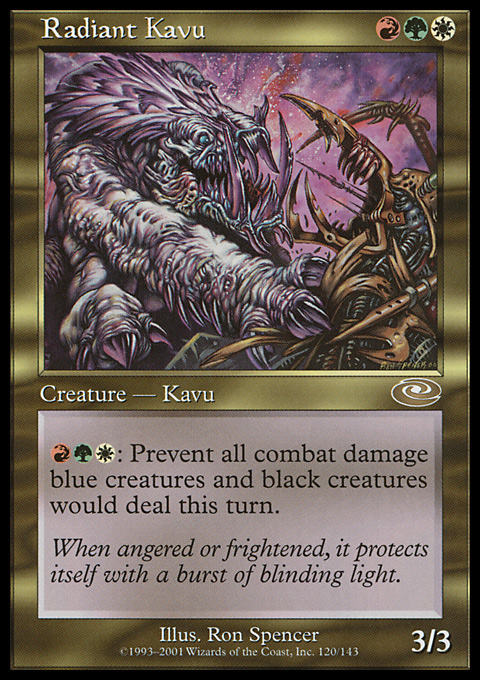 Radiant Kavu
Creature — Kavu
: Prevent all combat damage
blue creatures and black creatures
would deal this turn.
When angered or frightened, it protects
itself with a burst of blinding light.
Illus. Ron Spencer
3/3
©1993–2001 Wizards of the Coast, Inc. 120/143